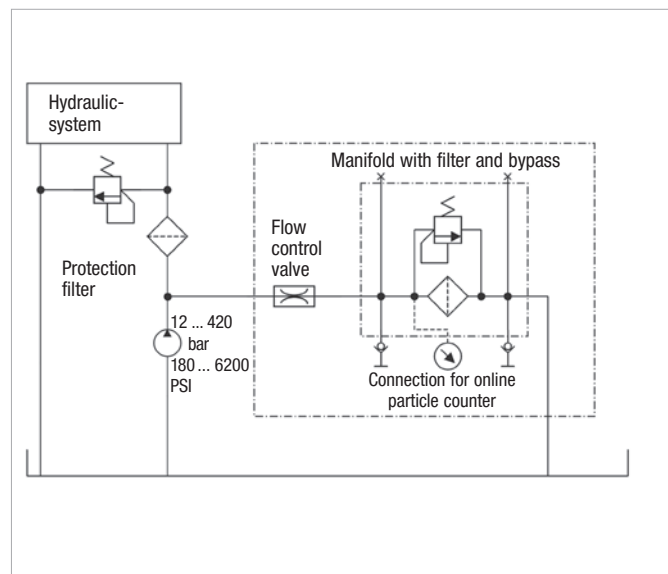 Hydraulic-
system
Manifold with filter and bypass
Flow
control
valve
Protection
filter
12 ... 420
bar
180 ... 6200
PSI
Connection for online
particle counter